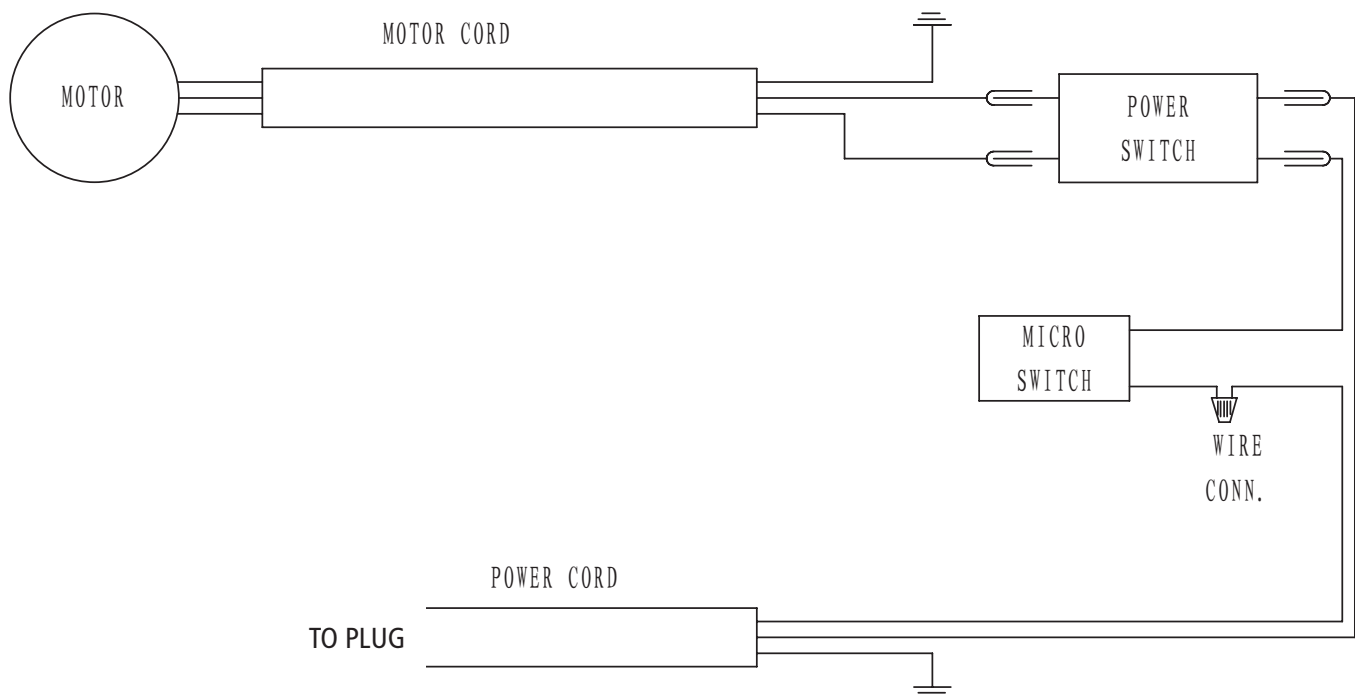 MOTOR CORD
MOTOR
POWER
SWITCH
MICRO
SWITCH
WIRE
CONN.
POWER CORD
TO PLUG